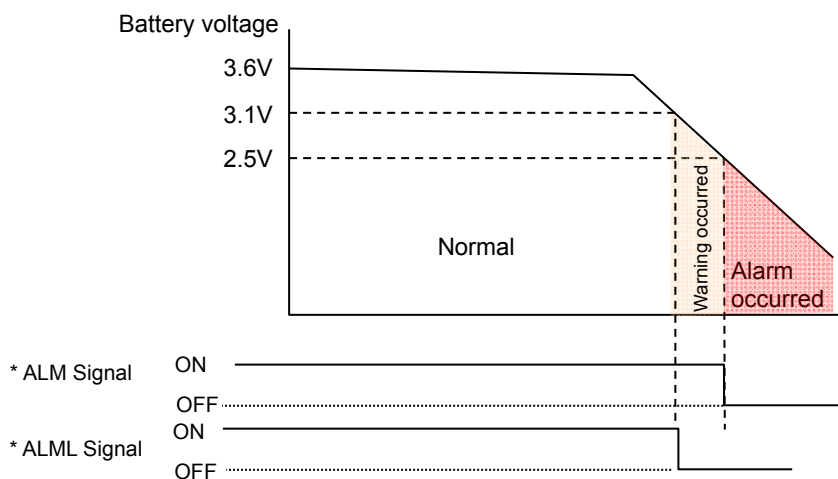 Battery voltage
3.6V
3.1V
2.5V
Normal
Warning occurred
Alarm
occurred
* ALM Signal
ON
OFF
* ALML Signal
ON
OFF